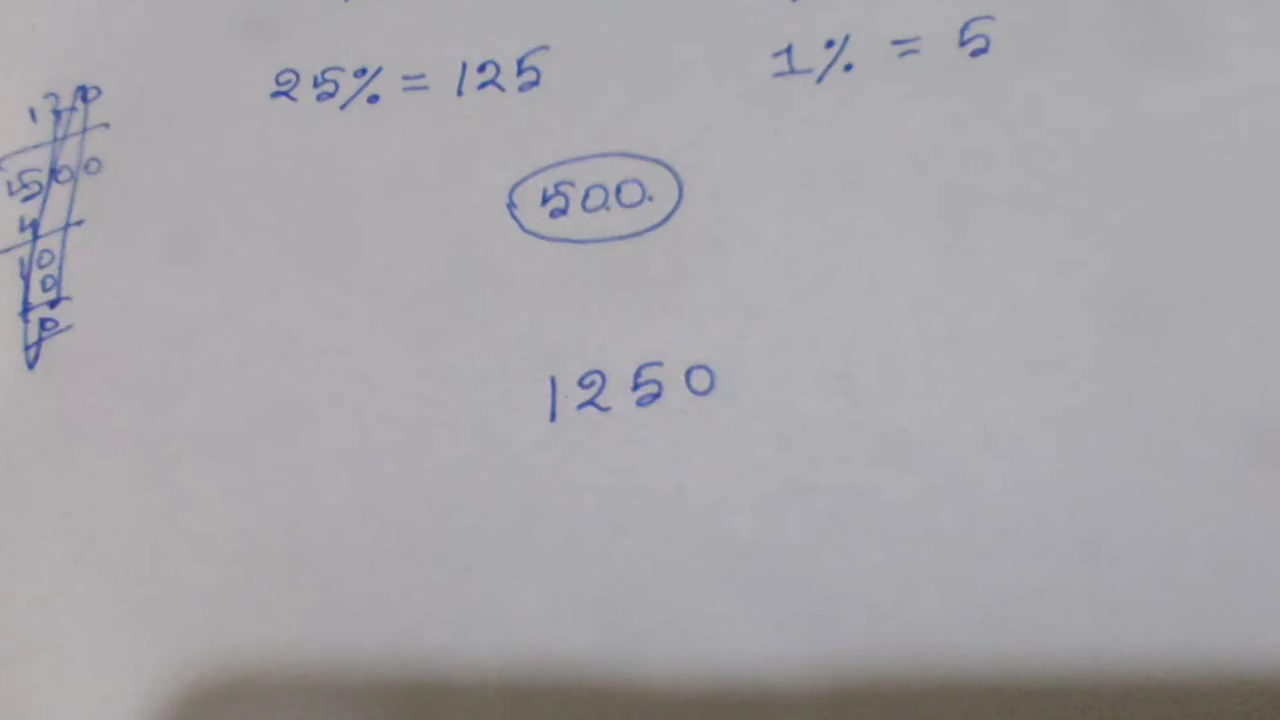 25% = 125
1% = 5
500.
1250